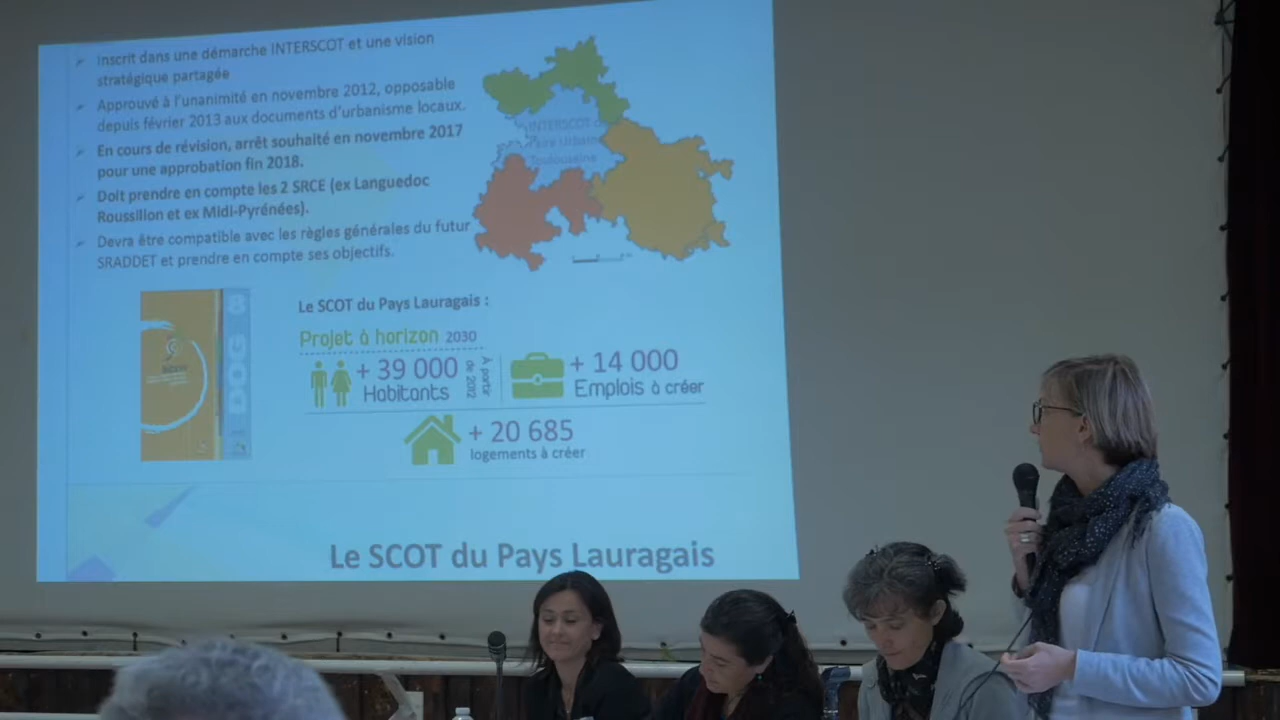 Inscrit dans une démarche INTERSCOT et une vision
stratégique partagée
Approuvé à l'unanimité en novembre 2012, opposable
depuis février 2013 aux documents d'urbanisme locaux.
En cours de révision, arrêt souhaité en novembre 2017
pour une approbation fin 2018.
Doit prendre en compte les 2 SRCE (ex Languedoc
Roussillon et ex Midi-Pyrénées).
Devra être compatible avec les règles générales du futur
SRADDET et prendre en compte ses objectifs.
INTERSCOT
Aire Urbaine
Toulousaine
DOG
Le SCOT du Pays Lauragais :
Projet à horizon 2030
+ 39 000
Habitants
À partir
de 2012
+ 14 000
Emplois à créer
+ 20 685
logements à créer
Le SCOT du Pays Lauragais